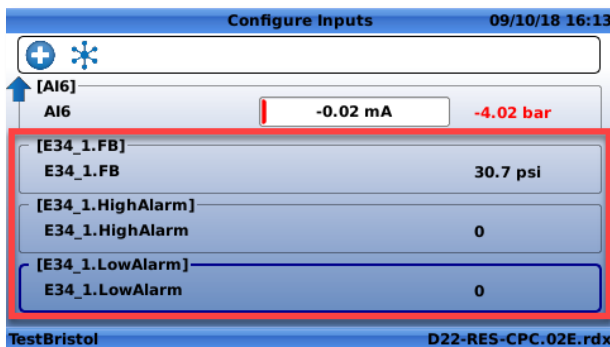 Configure Inputs 09/10/18 16:13
[AI6]
AI6 -0.02 mA -4.02 bar
[E34_1.FB]
E34_1.FB 30.7 psi
[E34_1.HighAlarm]
E34_1.HighAlarm 0
[E34_1.LowAlarm]
E34_1.LowAlarm 0
TestBristol D22-RES-CPC.02E.rdx